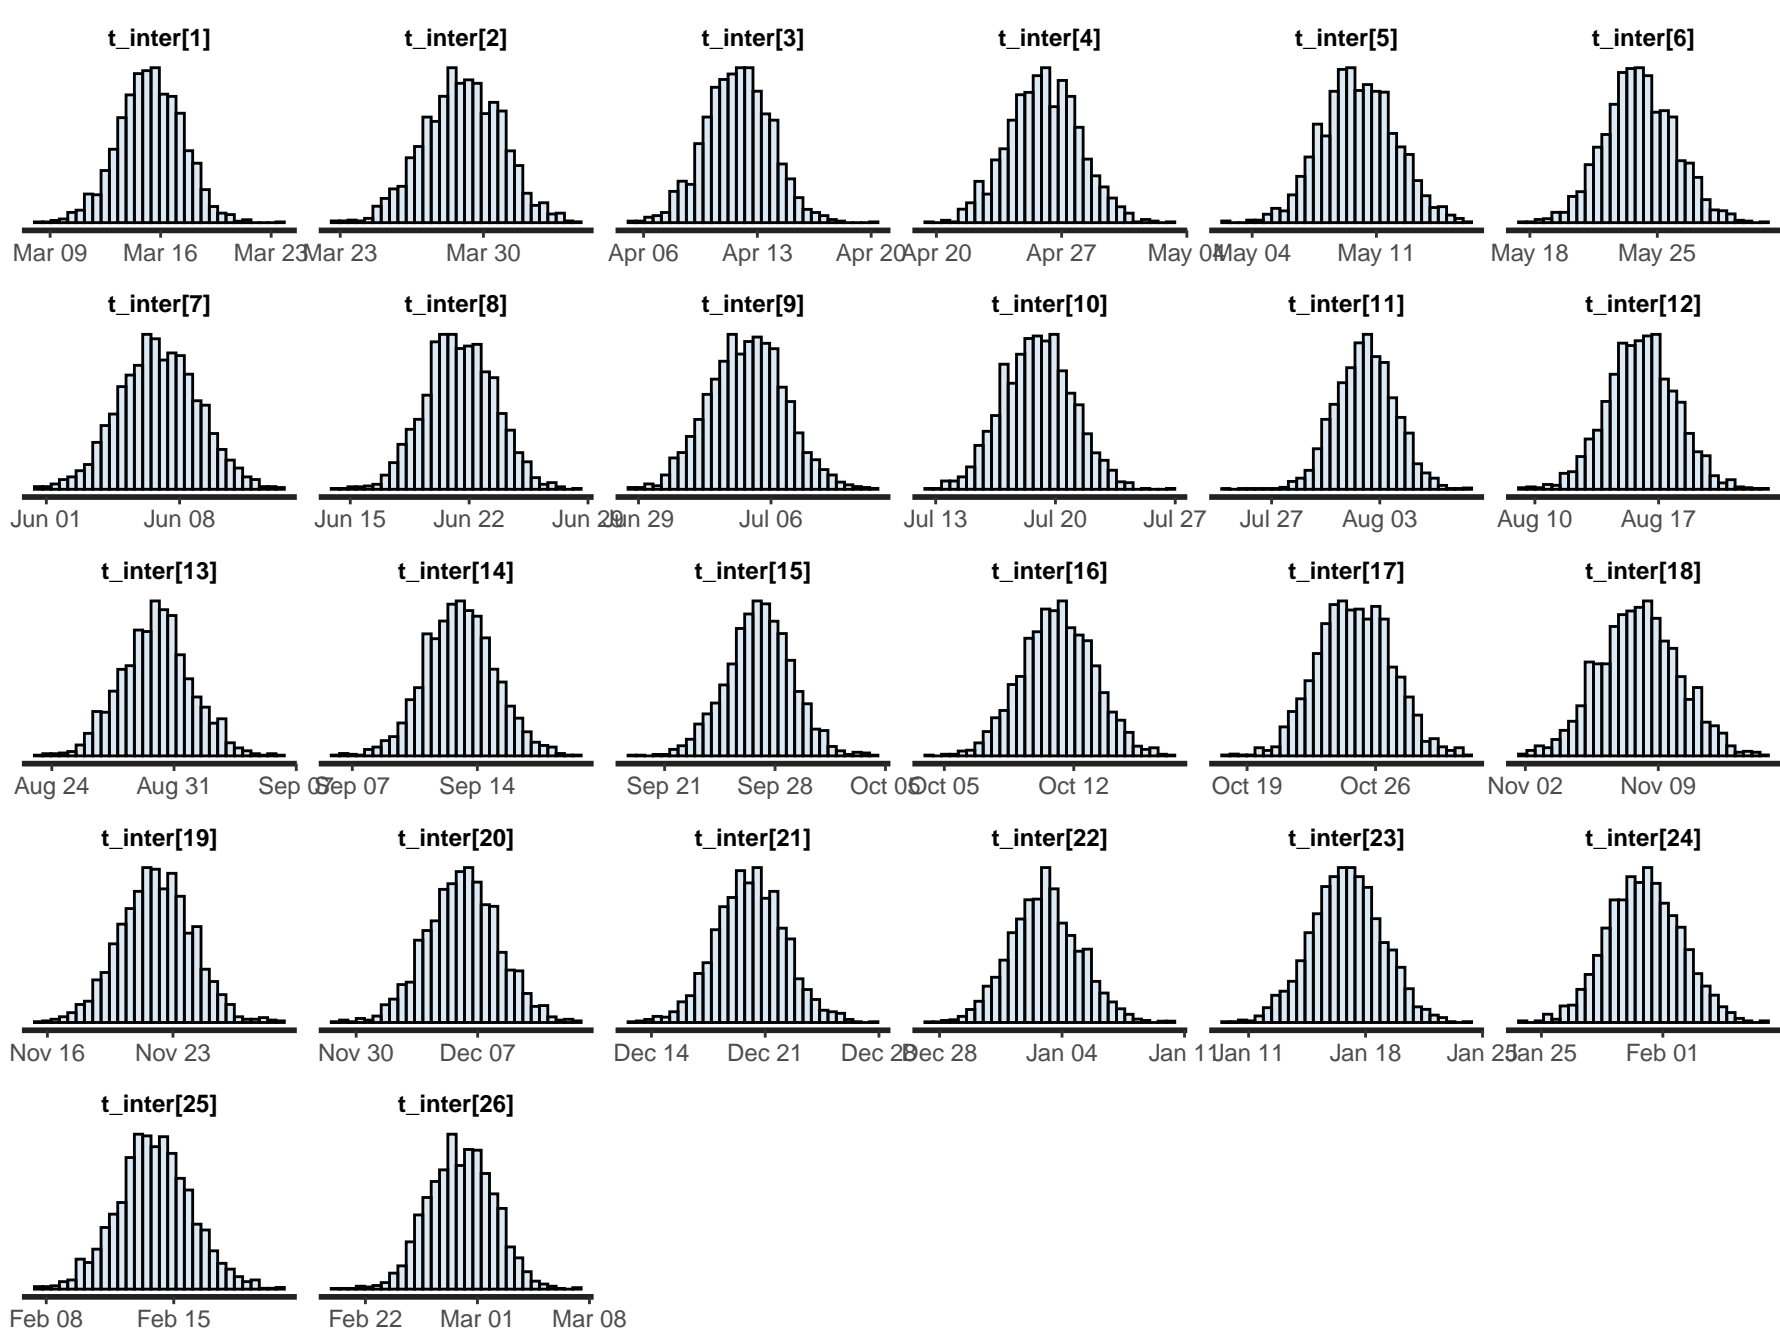 t_inter[1] t_inter[2] t_inter[3] t_inter[4] t_inter[5] t_inter[6]
Mar 09 Mar 16 Mar 23 Mar 23 Mar 30 Apr 06 Apr 13 Apr 20 Apr 20 Apr 27 May 04 May 04 May 11 May 18 May 25
t_inter[7] t_inter[8] t_inter[9] t_inter[10] t_inter[11] t_inter[12]
Jun 01 Jun 08 Jun 15 Jun 22 Jun 29 Jun 29 Jul 06 Jul 13 Jul 20 Jul 27 Jul 27 Aug 03 Aug 10 Aug 17
t_inter[13] t_inter[14] t_inter[15] t_inter[16] t_inter[17] t_inter[18]
Aug 24 Aug 31 Sep 07 Sep 07 Sep 14 Sep 21 Sep 28 Oct 05 Oct 05 Oct 12 Oct 19 Oct 26 Nov 02 Nov 09
t_inter[19] t_inter[20] t_inter[21] t_inter[22] t_inter[23] t_inter[24]
Nov 16 Nov 23 Nov 30 Dec 07 Dec 14 Dec 21 Dec 28 Dec 28 Jan 04 Jan 11 Jan 11 Jan 18 Jan 25 Jan 25 Feb 01
t_inter[25] t_inter[26]
Feb 08 Feb 15 Feb 22 Mar 01 Mar 08